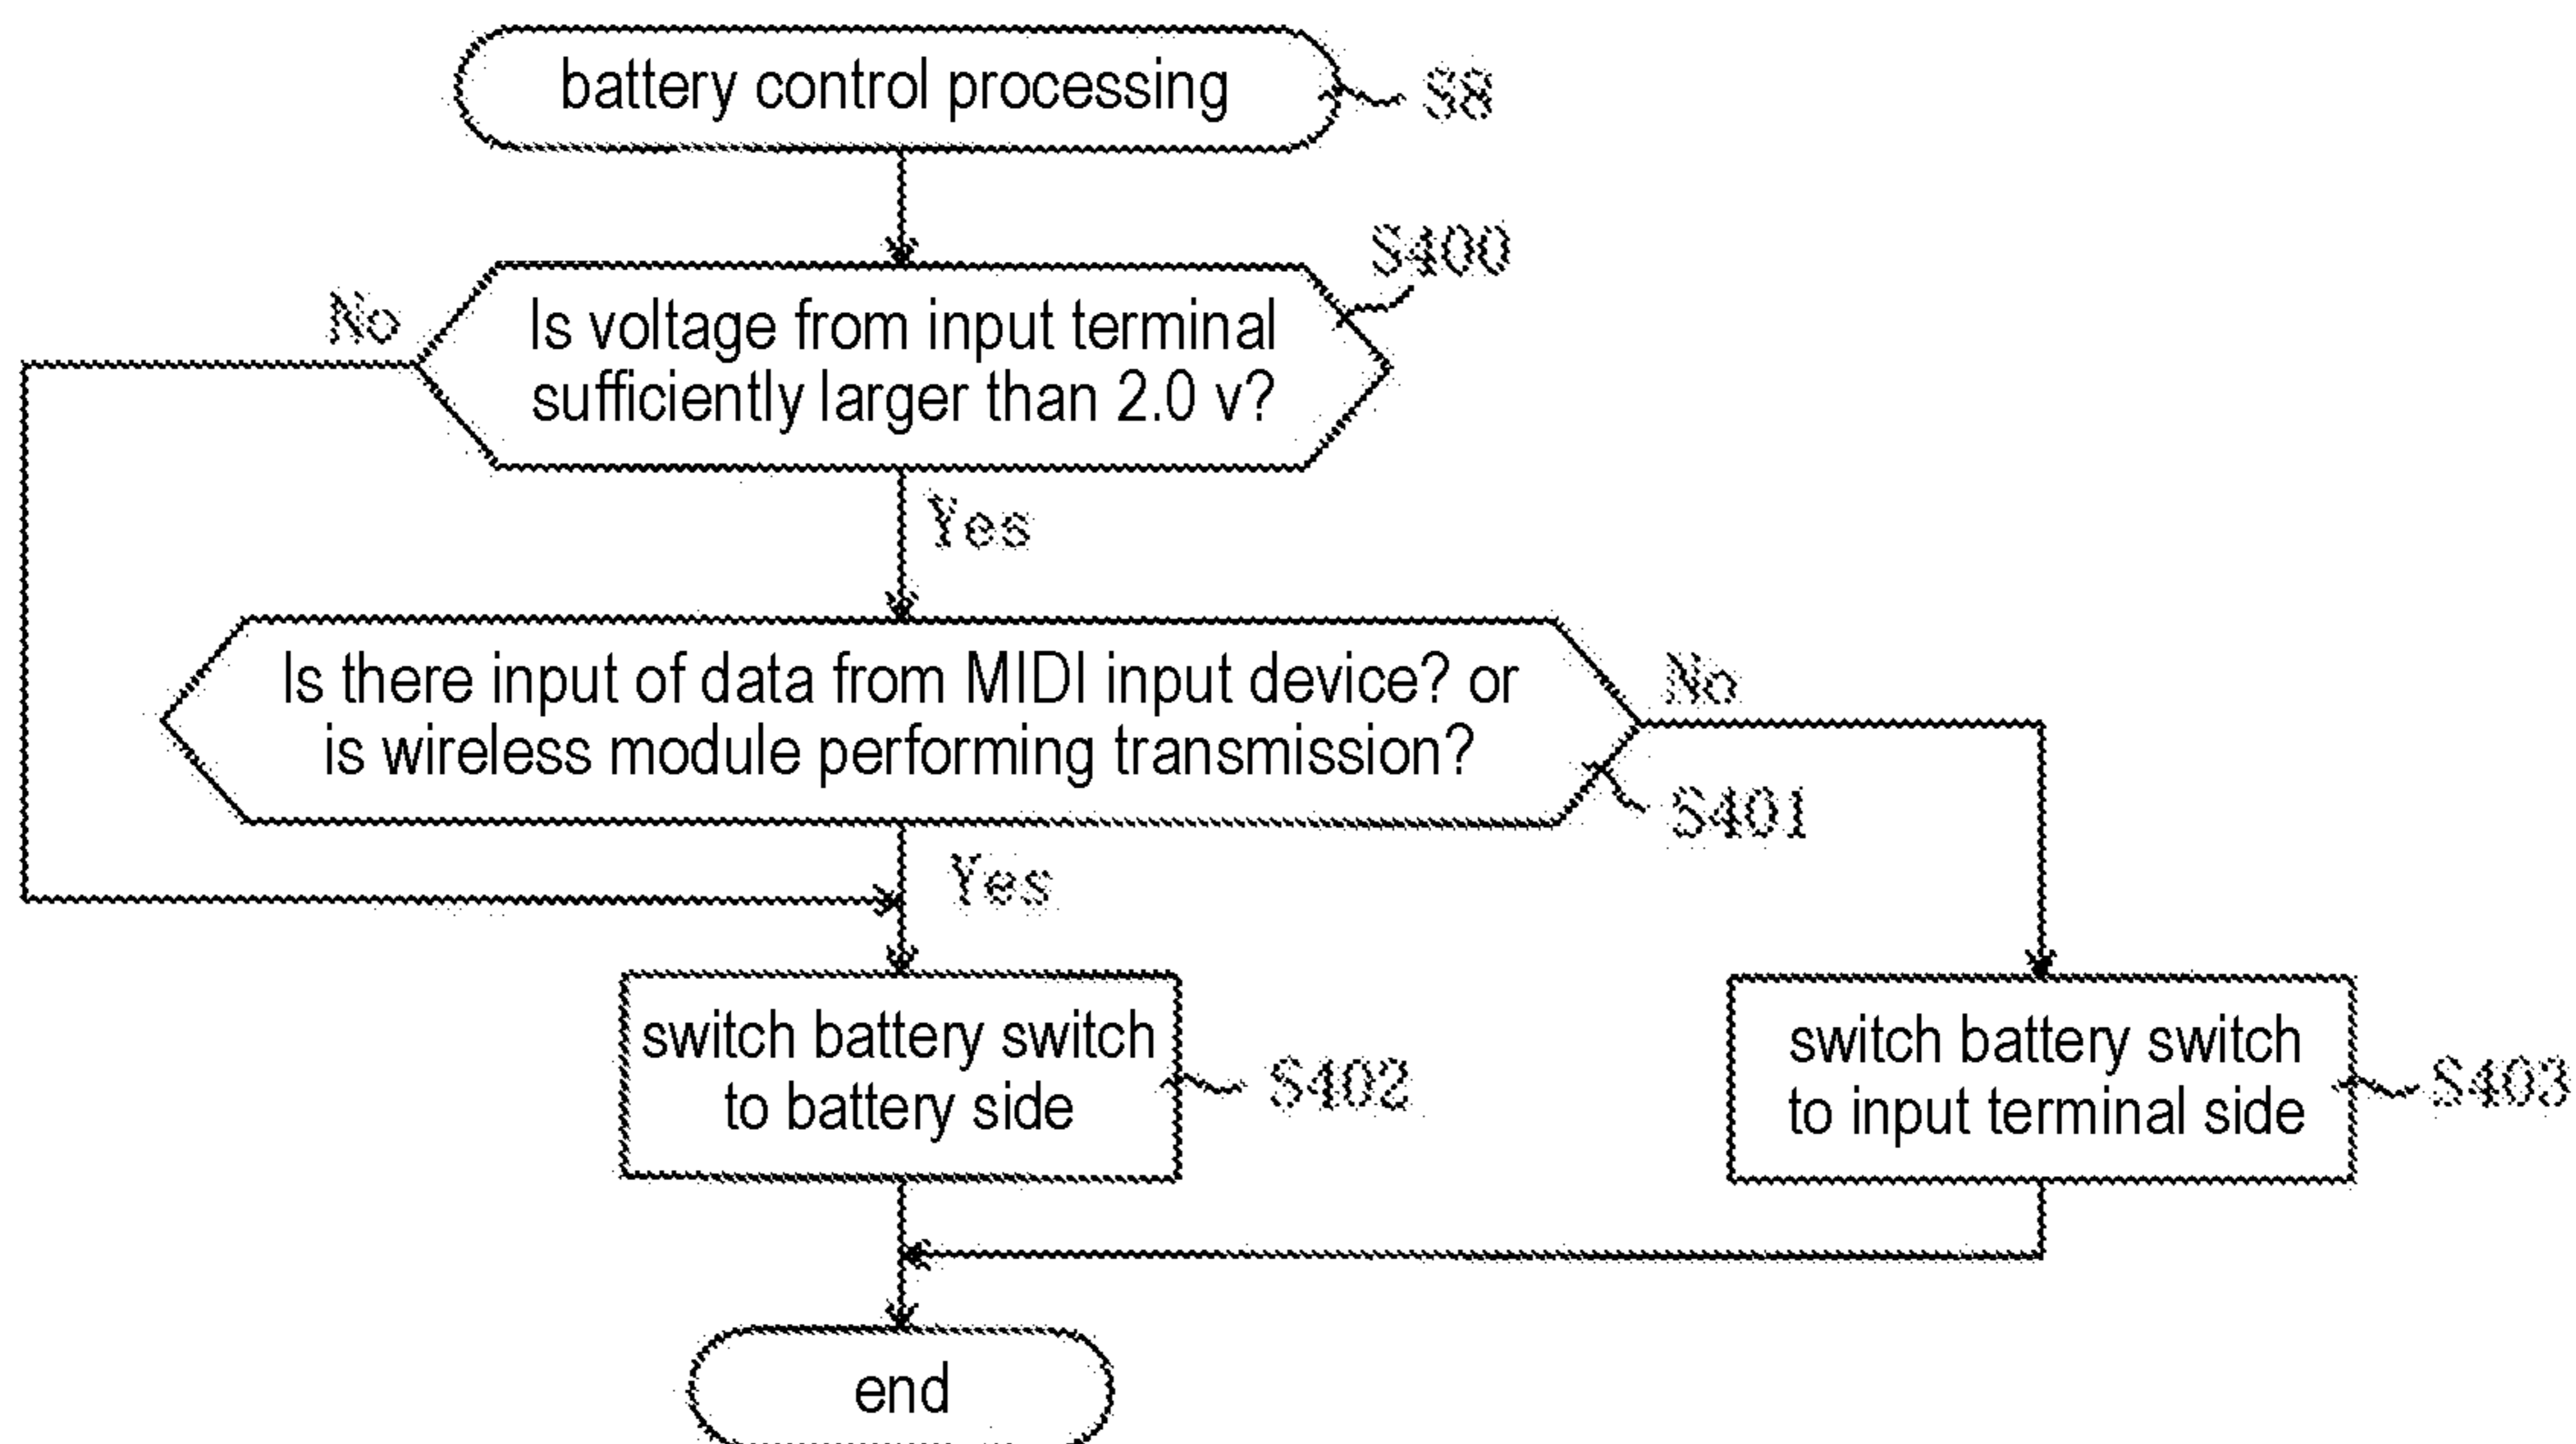 battery control processing
S8
S400
No
Is voltage from input terminal
sufficiently larger than 2.0 v?
Yes
Is there input of data from MIDI input device? or
is wireless module performing transmission?
No
S401
Yes
switch battery switch
to battery side
S402
switch battery switch
to input terminal side
S403
end